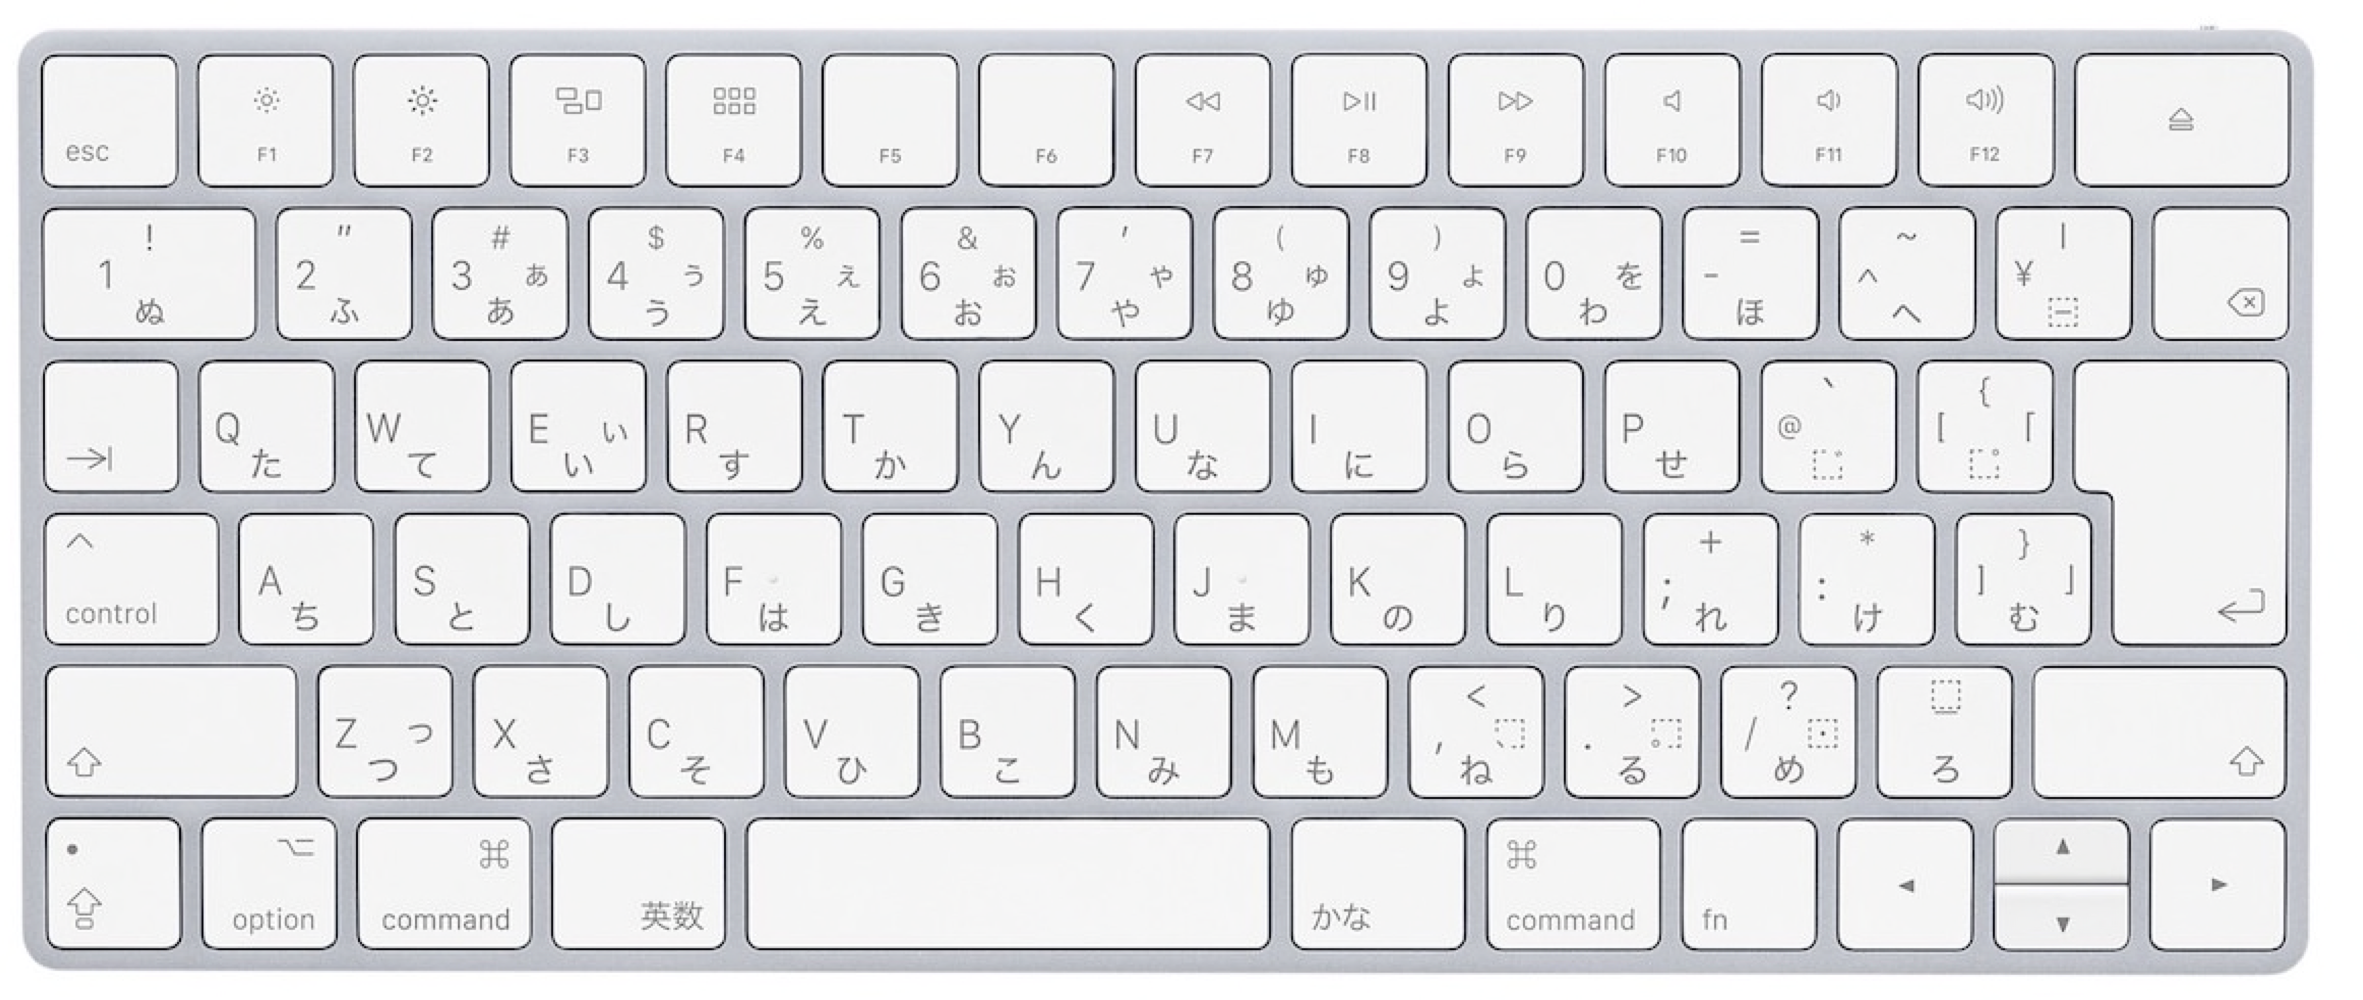 esc F1 F2 F3 F4 F5 F6 F7 F8 F9 F10 F11 F12
! " # $ % & ' ( ) = ~ |
1 2 3 あ 4 ぅ 5 ぇ 6 ぉ 7 ゃ 8 ゅ 9 ょ 0 を - ^ ¥
ぬ ふ あ う え お や ゆ よ わ ほ へ
` {
Q W E ぃ R T Y U I O P @ [ 「
た て い す か ん な に ら せ
+ * }
A S D F G H J K L ; : ] 」
control ち と し は き く ま の り れ け む
< > ?
Z っ X C V B N M , . /
つ さ そ ひ こ み も ね る め ろ
option ⌥ command ⌘ 英数 かな ⌘ command fn